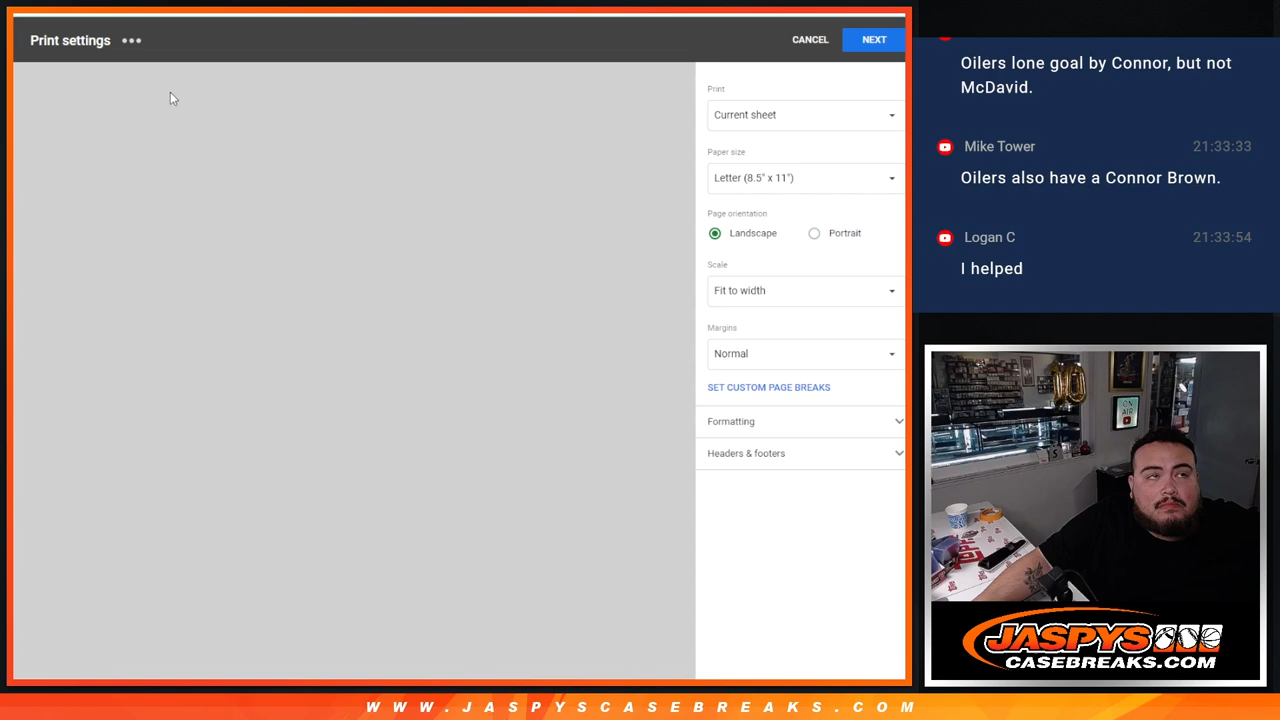 Print settings
CANCEL
NEXT
Print
Current sheet
Paper size
Letter (8.5" x 11")
Page orientation
Landscape
Portrait
Scale
Fit to width
Margins
Normal
SET CUSTOM PAGE BREAKS
Formatting
Headers & footers
Oilers lone goal by Connor, but not
McDavid.
Mike Tower 21:33:33
Oilers also have a Connor Brown.
Logan C 21:33:54
I helped
10
ON
AIR
S
JASPYS
CASEBREAKS.COM
WWW.JASPYSCASEBREAKS.COM